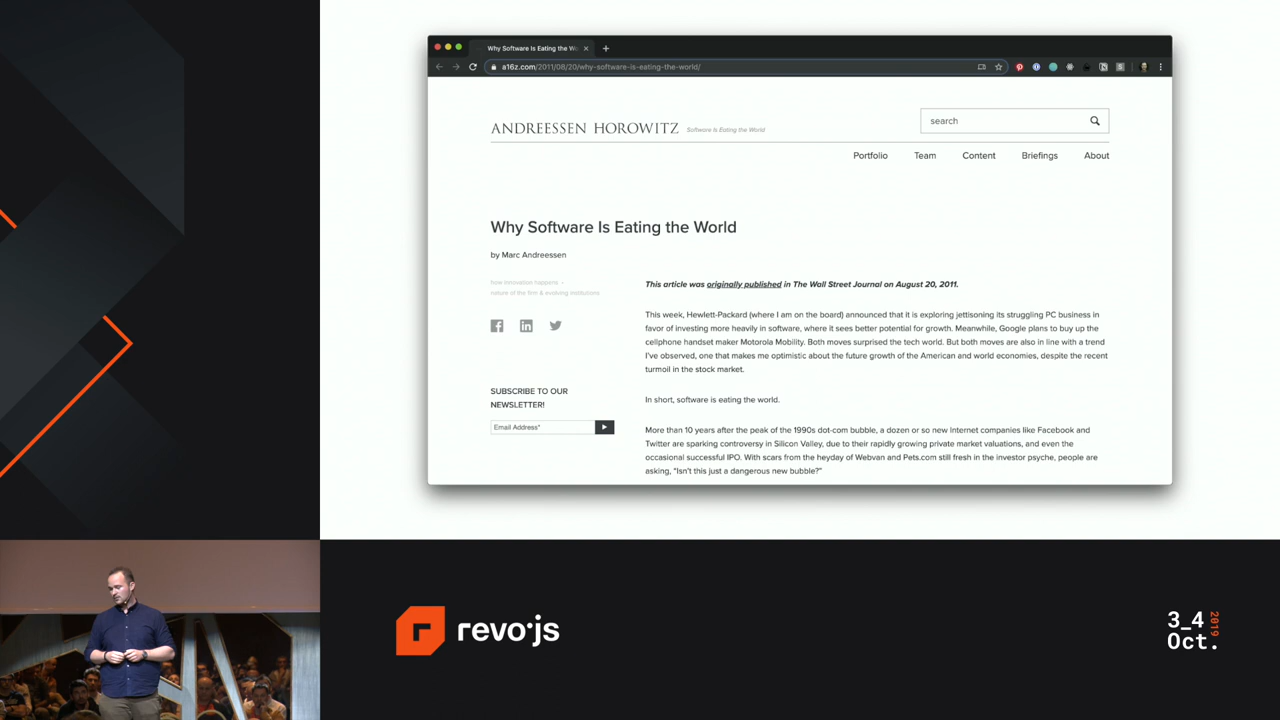 Why Software Is Eating the Wo
a16z.com/2011/08/20/why-software-is-eating-the-world/
ANDREESSEN HOROWITZ
Software Is Eating the World
search
Portfolio Team Content Briefings About
Why Software Is Eating the World
by Marc Andreessen
how innovation happens •
nature of the firm & evolving institutions
This article was originally published in The Wall Street Journal on August 20, 2011.
This week, Hewlett-Packard (where I am on the board) announced that it is exploring jettisoning its struggling PC business in
favor of investing more heavily in software, where it sees better potential for growth. Meanwhile, Google plans to buy up the
cellphone handset maker Motorola Mobility. Both moves surprised the tech world. But both moves are also in line with a trend
I've observed, one that makes me optimistic about the future growth of the American and world economies, despite the recent
turmoil in the stock market.
SUBSCRIBE TO OUR
NEWSLETTER!
Email Address*
In short, software is eating the world.
More than 10 years after the peak of the 1990s dot-com bubble, a dozen or so new Internet companies like Facebook and
Twitter are sparking controversy in Silicon Valley, due to their rapidly growing private market valuations, and even the
occasional successful IPO. With scars from the heyday of Webvan and Pets.com still fresh in the investor psyche, people are
asking, "Isn't this just a dangerous new bubble?"
r revo·js
3_4
Oct.
2019